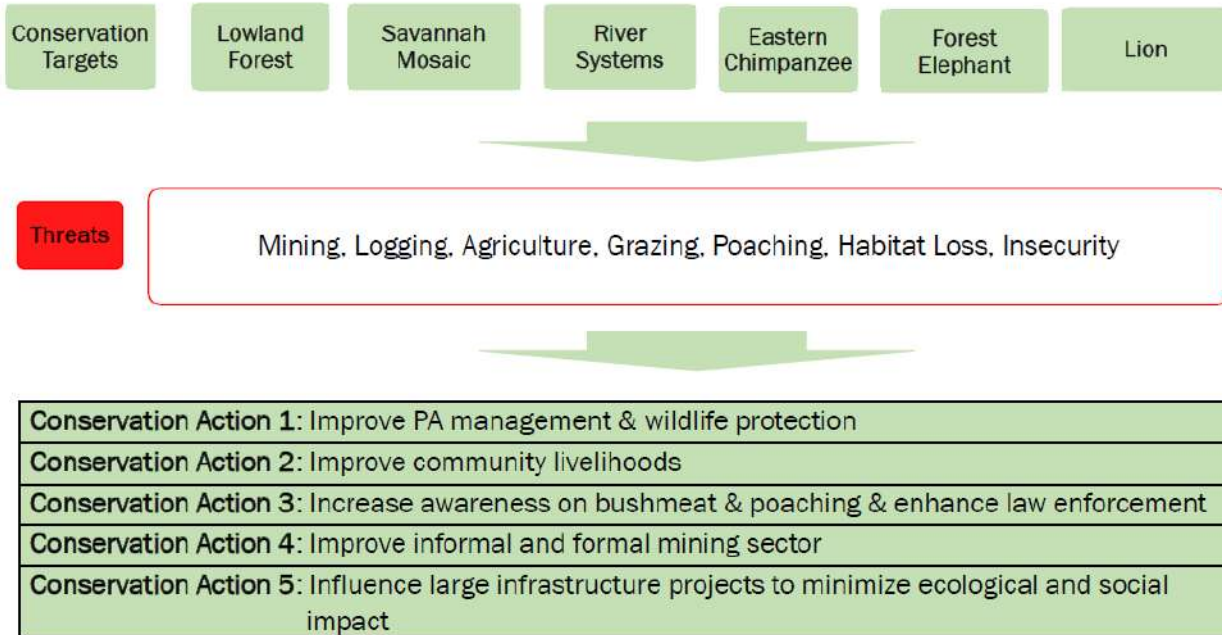 Conservation
Targets
Lowland
Forest
Savannah
Mosaic
River
Systems
Eastern
Chimpanzee
Forest
Elephant
Lion
Threats
Mining, Logging, Agriculture, Grazing, Poaching, Habitat Loss, Insecurity
Conservation Action 1: Improve PA management & wildlife protection
Conservation Action 2: Improve community livelihoods
Conservation Action 3: Increase awareness on bushmeat & poaching & enhance law enforcement
Conservation Action 4: Improve informal and formal mining sector
Conservation Action 5: Influence large infrastructure projects to minimize ecological and social
impact